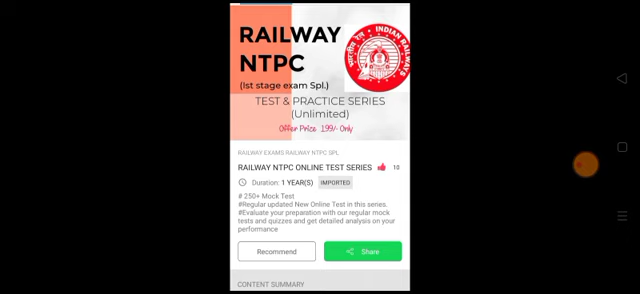 RAILWAY
NTPC
(Ist stage exam Spl.)
TEST & PRACTICE SERIES
(Unlimited)
Offer Price 199/- Only
भारतीय रेल
INDIAN RAILWAYS
RAILWAY EXAMS RAILWAY NTPC SPL
RAILWAY NTPC ONLINE TEST SERIES 10
Duration: 1 YEAR(S) IMPORTED
# 250+ Mock Test
#Regular updated New Online Test in this series.
#Evaluate your preparation with our regular mock
tests and quizzes and get detailed analysis on your
performance
Recommend Share
CONTENT SUMMARY